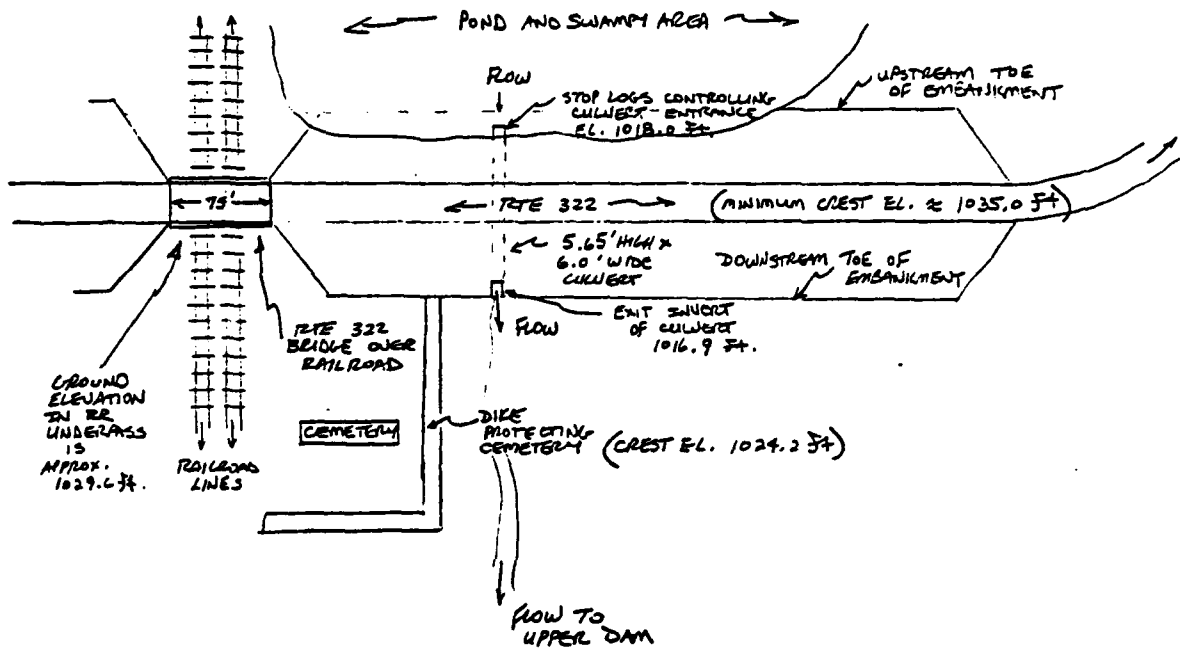 POND AND SWAMPY AREA
FLOW
UPSTREAM TOE
OF EMBANKMENT
STOP LOGS CONTROLLING
CULVERT ENTRANCE
EL. 1018.0 Ft.
75'
RTE 322
(MINIMUM CREST EL. ≈ 1035.0 Ft)
5.65' HIGH x
6.0' WIDE
CULVERT
DOWNSTREAM TOE OF
EMBANKMENT
EXIT INVERT
OF CULVERT
1016.9 Ft.
FLOW
RTE 322
BRIDGE OVER
RAILROAD
GROUND
ELEVATION
IN RR
UNDERPASS
IS
APPROX.
1029.6 Ft.
RAILROAD
LINES
CEMETERY
DIKE
PROTECTING
CEMETERY
(CREST EL. 1024.2 Ft)
FLOW TO
UPPER DAM